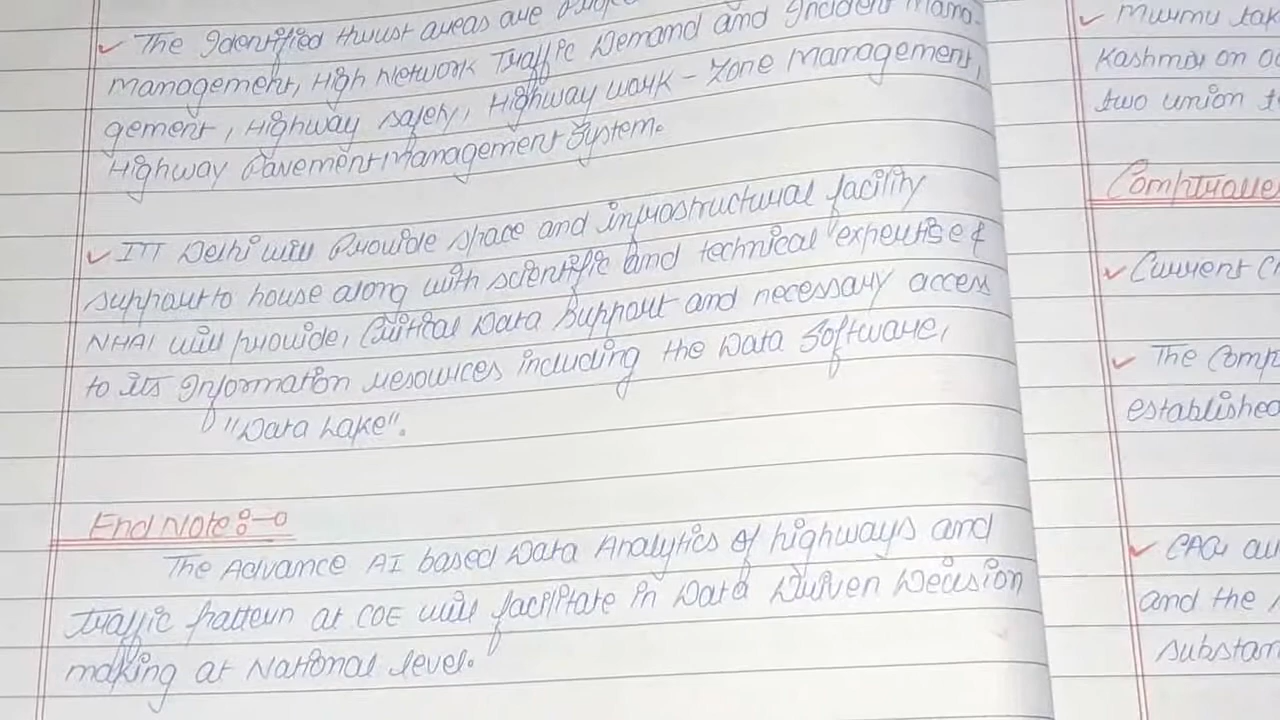 ✓ The Identified thrust areas are
management, High Network Traffic Demand and Incident Mana-
gement, Highway safety, Highway work-zone management,
Highway Pavement Management System.
✓ IIT Delhi will Provide space and infrastructural facility
support to house along with scientific and technical expertise &
NHAI will provide, Critical Data Support and necessary access
to its Information resources including the Data Software,
"Data Lake".
End Note :-
The Advance AI based Data Analytics of highways and
traffic pattern at COE will facilitate in Data Driven Decision
making at National level.
✓ Murmu
Kashmir on
two union
Comptroller
✓ Current
✓ The
established
✓ CAG
and the